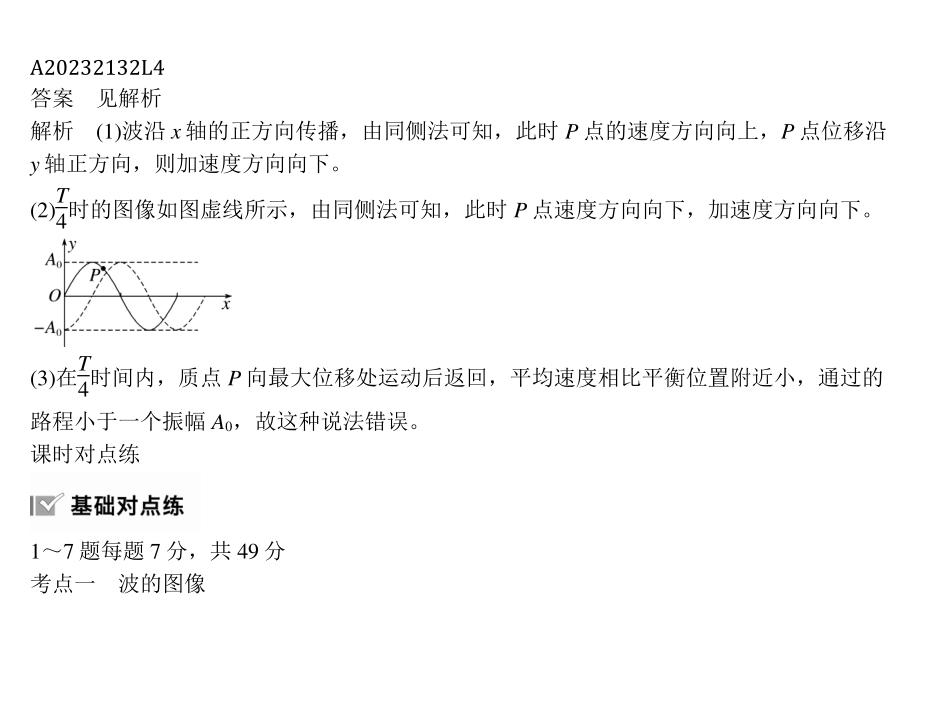 A20232132L4
答案 见解析
解析 (1)波沿 x 轴的正方向传播，由同侧法可知，此时 P 点的速度方向向上，P 点位移沿
y 轴正方向，则加速度方向向下。
(2)T/4时的图像如图虚线所示，由同侧法可知，此时 P 点速度方向向下，加速度方向向下。
y
A₀
P
O
x
−A₀
(3)在T/4时间内，质点 P 向最大位移处运动后返回，平均速度相比平衡位置附近小，通过的
路程小于一个振幅 A₀，故这种说法错误。
课时对点练
基础对点练
1～7 题每题 7 分，共 49 分
考点一 波的图像